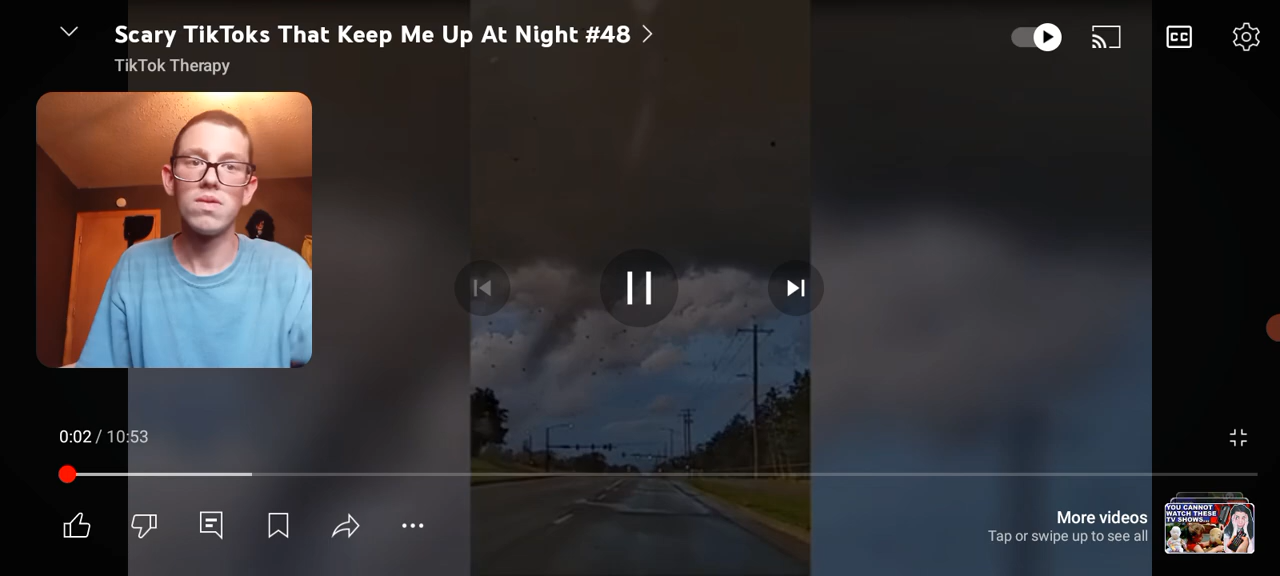 Scary TikToks That Keep Me Up At Night #48
TikTok Therapy
CC
0:02 / 10:53
More videos
Tap or swipe up to see all
YOU CANNOT
WATCH THESE
TV SHOWS...